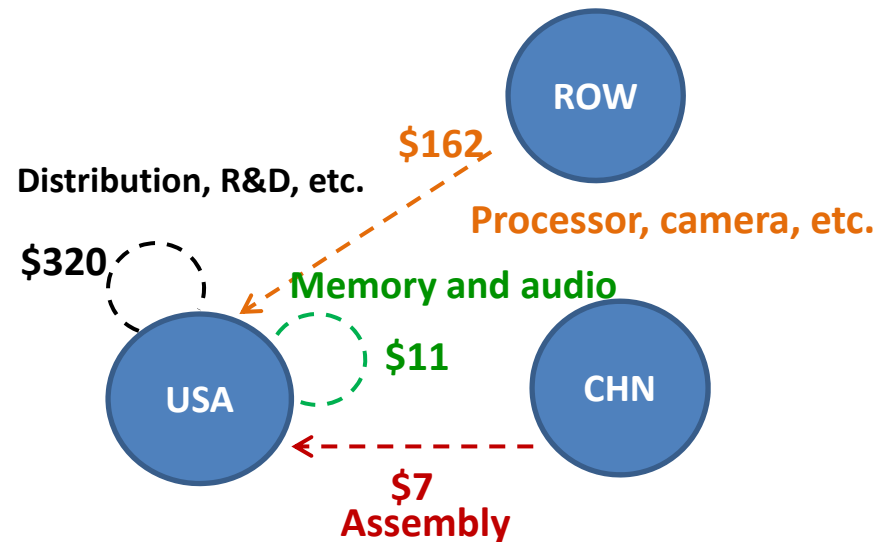 ROW
$162
Distribution, R&D, etc.
Processor, camera, etc.
$320
Memory and audio
$11
USA
CHN
$7
Assembly